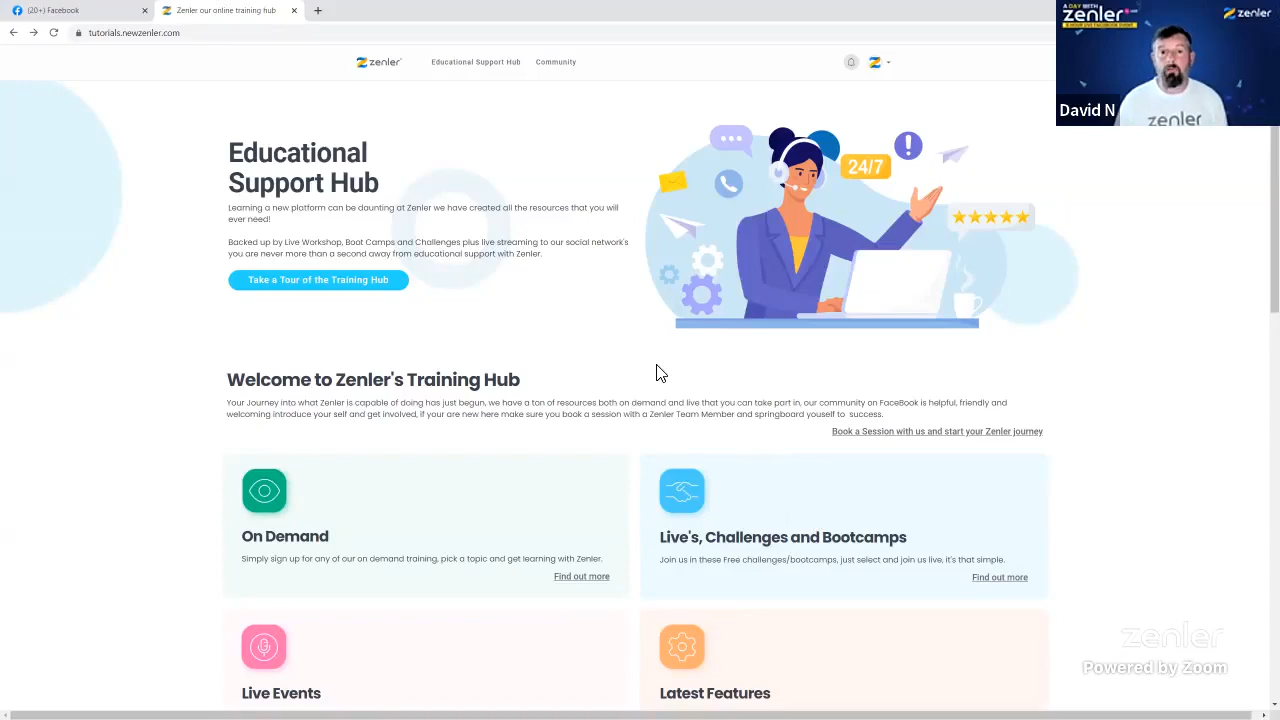 (20+) Facebook
Zenler our online training hub
tutorials.newzenler.com
zenler
Educational Support Hub
Community
A DAY WITH
zenler
zenler
zenler
David N
Educational
Support Hub
Learning a new platform can be daunting at Zenler we have created all the resources that you will
ever need!
Backed up by Live Workshop, Boat Camps and Challenges plus live streaming to our social network's
you are never more than a second away from educational support with Zenler.
Take a Tour of the Training Hub
24/7
Welcome to Zenler's Training Hub
Your Journey into what Zenler is capable of doing has just begun, we have a ton of resources both on demand and live that you can take part in, our community on FaceBook is helpful, friendly and
welcoming introduce your self and get involved, if your are new here make sure you book a session with a Zenler Team Member and springboard youself to success.
Book a Session with us and start your Zenler journey
On Demand
Simply sign up for any of our on demand training, pick a topic and get learning with Zenler.
Find out more
Live's, Challenges and Bootcamps
Join us in these Free challenges/bootcamps, just select and join us live, it's that simple.
Find out more
Live Events
Latest Features
zenler
Powered by Zoom